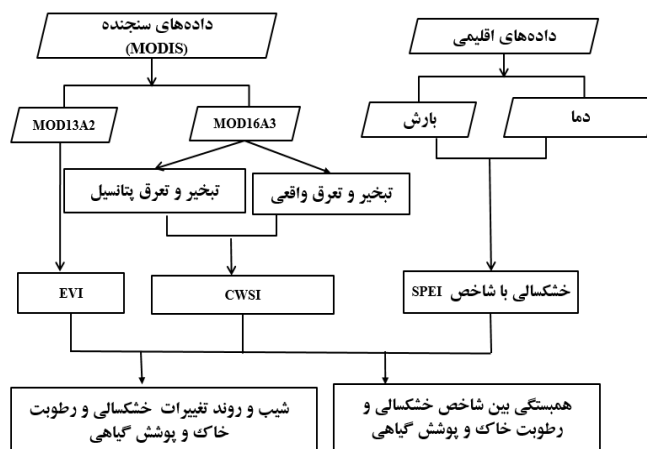 داده‌های سنجنده
(MODIS)
داده‌های اقلیمی
MOD13A2
MOD16A3
بارش
دما
تبخیر و تعرق پتانسیل
تبخیر و تعرق واقعی
EVI
CWSI
خشکسالی با شاخص SPEI
شیب و روند تغییرات خشکسالی و رطوبت
خاک و پوشش گیاهی
همبستگی بین شاخص خشکسالی و
رطوبت خاک و پوشش گیاهی